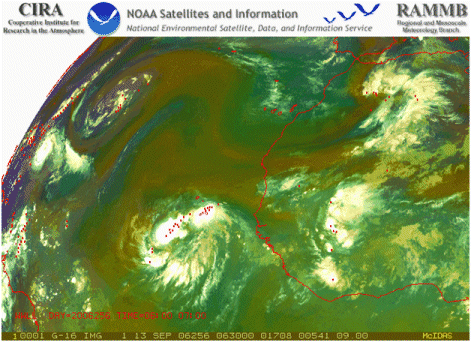 CIRA
Cooperative Institute for
Research in the Atmosphere
NOAA Satellites and Information
National Environmental Satellite, Data, and Information Service
RAMMB
Regional and Mesoscale
Meteorology Branch
10001 G-16 IMG 1 13 SEP 06256 063000 01708 00541 09.00
McIDAS